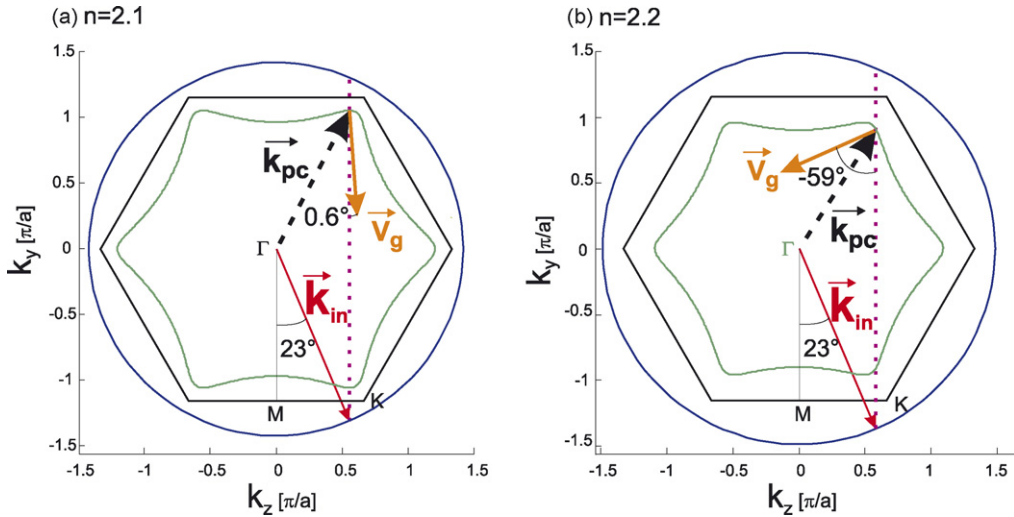 (a) n=2.1
1.5
1
0.5
0
-0.5
-1
-1.5
k_y [π/a]
k_pc
0.6°
v_g
Γ
k_in
23°
M
K
-1.5 -1 -0.5 0 0.5 1 1.5
k_z [π/a]
(b) n=2.2
1.5
1
0.5
0
-0.5
-1
-1.5
k_y [π/a]
v_g
-59°
k_pc
Γ
k_in
23°
M
K
-1.5 -1 -0.5 0 0.5 1 1.5
k_z [π/a]